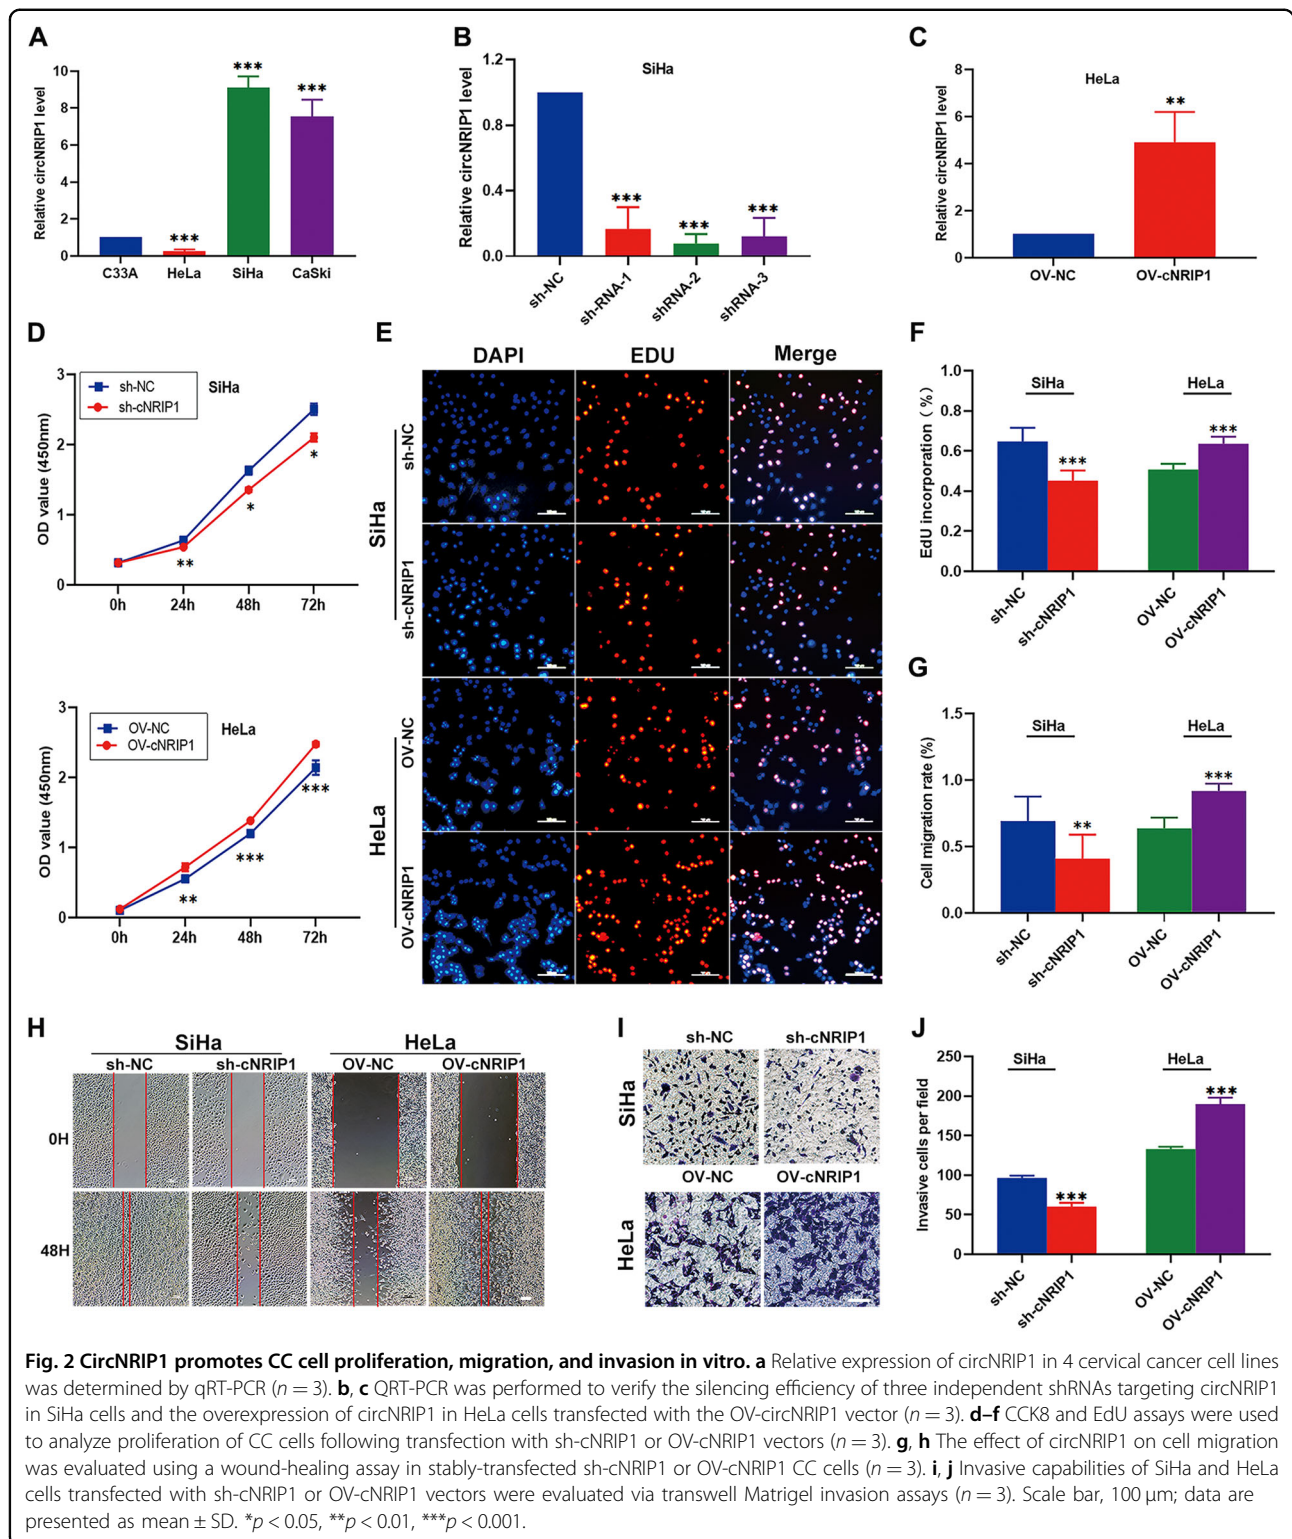 A
Relative circNRIP1 level
10
8
6
4
2
0
***
***
***
C33A HeLa SiHa CaSki
B
SiHa
Relative circNRIP1 level
1.2
0.8
0.4
0.0
***
***
***
sh-NC sh-RNA-1 shRNA-2 shRNA-3
C
HeLa
Relative circNRIP1 level
8
6
4
2
0
**
OV-NC OV-cNRIP1
D
sh-NC
sh-cNRIP1
SiHa
OD value (450nm)
3
2
1
0
**
*
*
0h 24h 48h 72h
OV-NC
OV-cNRIP1
HeLa
OD value (450nm)
3
2
1
0
**
***
***
0h 24h 48h 72h
E
DAPI EDU Merge
SiHa
sh-NC
sh-cNRIP1
HeLa
OV-NC
OV-cNRIP1
F
SiHa HeLa
EdU incorporation (%)
1.0
0.8
0.6
0.4
0.2
0.0
***
***
sh-NC sh-cNRIP1 OV-NC OV-cNRIP1
G
SiHa HeLa
Cell migration rate (%)
1.5
1.0
0.5
0.0
**
***
sh-NC sh-cNRIP1 OV-NC OV-cNRIP1
H
SiHa HeLa
sh-NC sh-cNRIP1 OV-NC OV-cNRIP1
0H
48H
I
sh-NC sh-cNRIP1
SiHa
OV-NC OV-cNRIP1
HeLa
J
SiHa HeLa
Invasive cells per field
250
200
150
100
50
0
***
***
sh-NC sh-cNRIP1 OV-NC OV-cNRIP1
Fig. 2 CircNRIP1 promotes CC cell proliferation, migration, and invasion in vitro. a Relative expression of circNRIP1 in 4 cervical cancer cell lines
was determined by qRT-PCR (n = 3). b, c QRT-PCR was performed to verify the silencing efficiency of three independent shRNAs targeting circNRIP1
in SiHa cells and the overexpression of circNRIP1 in HeLa cells transfected with the OV-circNRIP1 vector (n = 3). d–f CCK8 and EdU assays were used
to analyze proliferation of CC cells following transfection with sh-cNRIP1 or OV-cNRIP1 vectors (n = 3). g, h The effect of circNRIP1 on cell migration
was evaluated using a wound-healing assay in stably-transfected sh-cNRIP1 or OV-cNRIP1 CC cells (n = 3). i, j Invasive capabilities of SiHa and HeLa
cells transfected with sh-cNRIP1 or OV-cNRIP1 vectors were evaluated via transwell Matrigel invasion assays (n = 3). Scale bar, 100 μm; data are
presented as mean ± SD. *p < 0.05, **p < 0.01, ***p < 0.001.